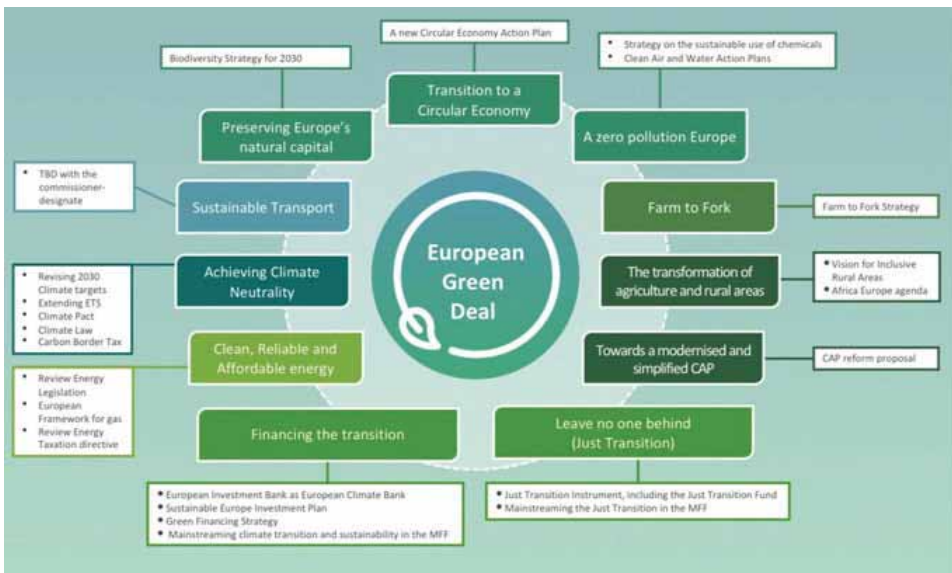 A new Circular Economy Action Plan
Biodiversity Strategy for 2030
• Strategy on the sustainable use of chemicals
• Clean Air and Water Action Plans
Transition to a
Circular Economy
Preserving Europe's
natural capital
A zero pollution Europe
• TBD with the
commissioner-
designate
Sustainable Transport
Farm to Fork
Farm to Fork Strategy
European
Green
Deal
• Revising 2030
Climate targets
• Extending ETS
• Climate Pact
• Climate Law
• Carbon Border Tax
Achieving Climate
Neutrality
The transformation of
agriculture and rural areas
• Vision for Inclusive
Rural Areas
• Africa Europe agenda
Clean, Reliable and
Affordable energy
Towards a modernised and
simplified CAP
CAP reform proposal
• Review Energy
Legislation
• European
Framework for gas
• Review Energy
Taxation directive
Financing the transition
Leave no one behind
(Just Transition)
• European Investment Bank as European Climate Bank
• Sustainable Europe Investment Plan
• Green Financing Strategy
• Mainstreaming climate transition and sustainability in the MFF
• Just Transition Instrument, including the Just Transition Fund
• Mainstreaming the Just Transition in the MFF